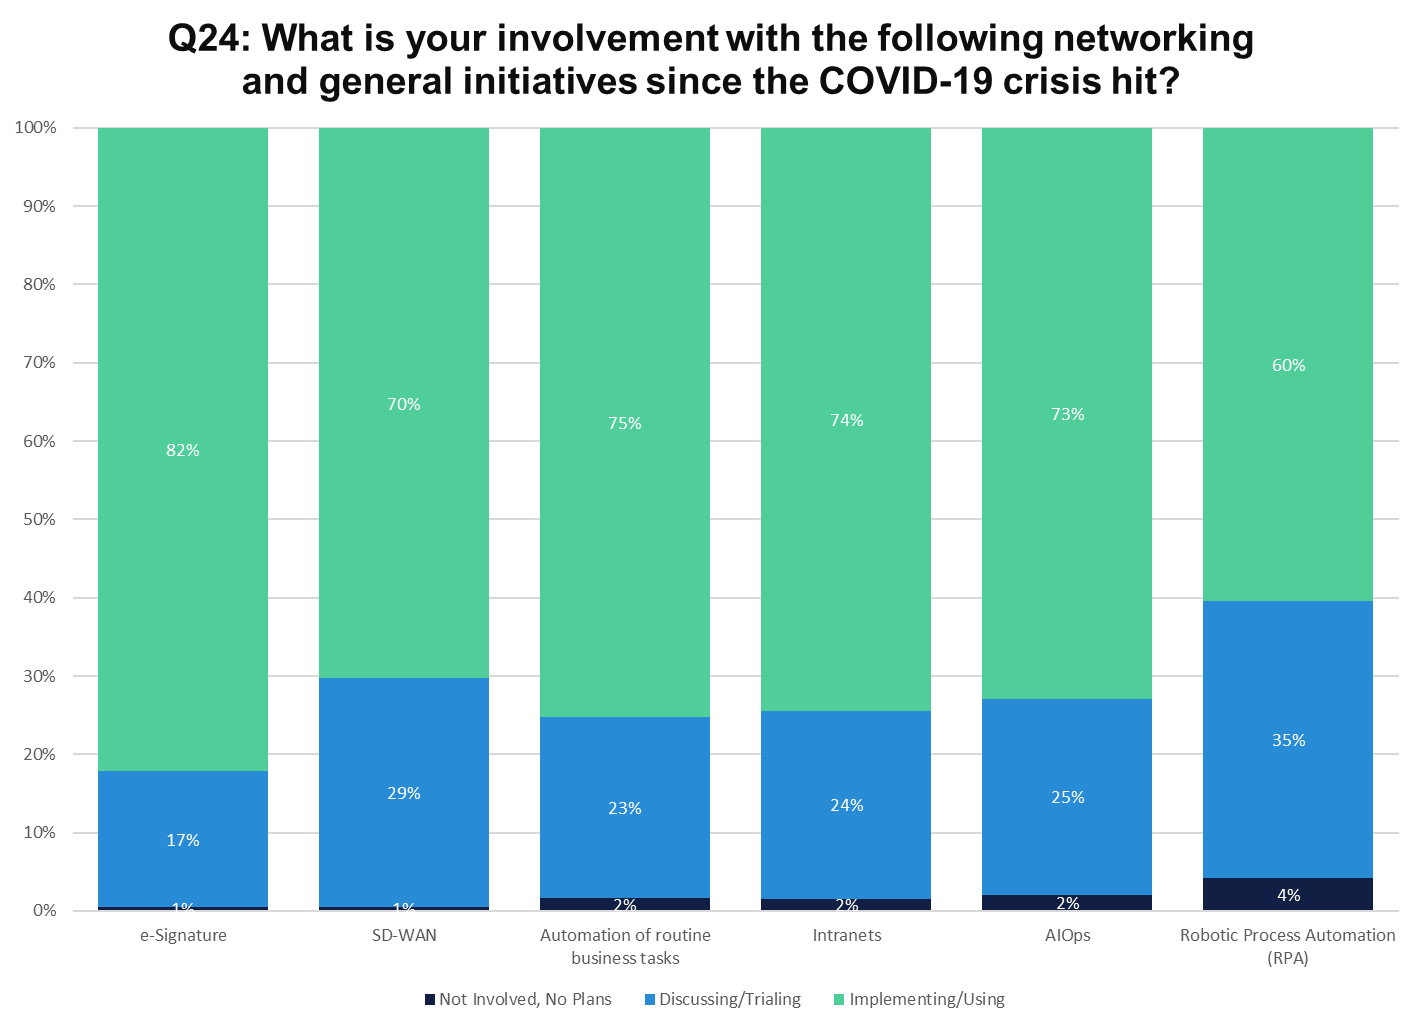 Q24: What is your involvement with the following networking
and general initiatives since the COVID-19 crisis hit?
100%
90%
80%
70%
60%
50%
40%
30%
20%
10%
0%
82%
70%
75%
74%
73%
60%
17%
29%
23%
24%
25%
35%
1%
1%
2%
2%
2%
4%
e-Signature
SD-WAN
Automation of routine
business tasks
Intranets
AIOps
Robotic Process Automation
(RPA)
Not Involved, No Plans
Discussing/Trialing
Implementing/Using